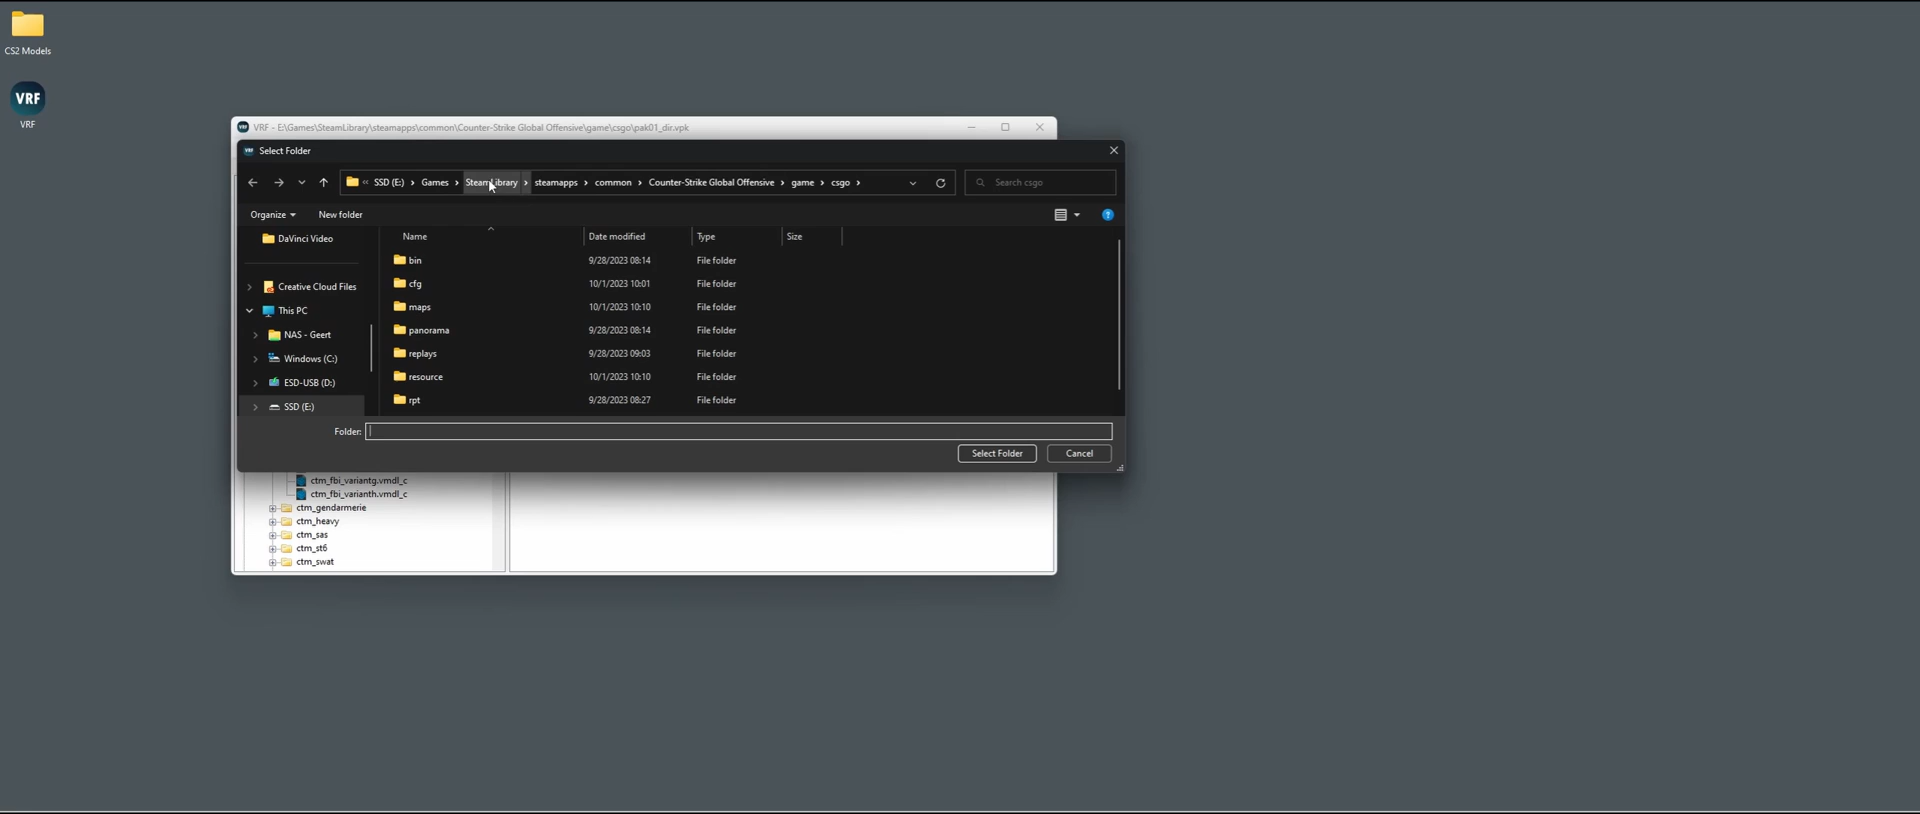 CS2 Models
VRF
VRF
VRF - E:\Games\SteamLibrary\steamapps\common\Counter-Strike Global Offensive\game\csgo\pak01_dir.vpk
Select Folder
SSD (E:) Games SteamLibrary steamapps common Counter-Strike Global Offensive game csgo
Search csgo
Organize New folder
DaVinci Video
Creative Cloud Files
This PC
NAS - Geert
Windows (C:)
ESD-USB (D:)
SSD (E:)
Name Date modified Type Size
bin 9/28/2023 08:14 File folder
cfg 10/1/2023 10:01 File folder
maps 10/1/2023 10:10 File folder
panorama 9/28/2023 08:14 File folder
replays 9/28/2023 09:03 File folder
resource 10/1/2023 10:10 File folder
rpt 9/28/2023 08:27 File folder
Folder:
Select Folder Cancel
ctm_fbi_variantg.vmdl_c
ctm_fbi_varianth.vmdl_c
ctm_gendarmerie
ctm_heavy
ctm_sas
ctm_st6
ctm_swat